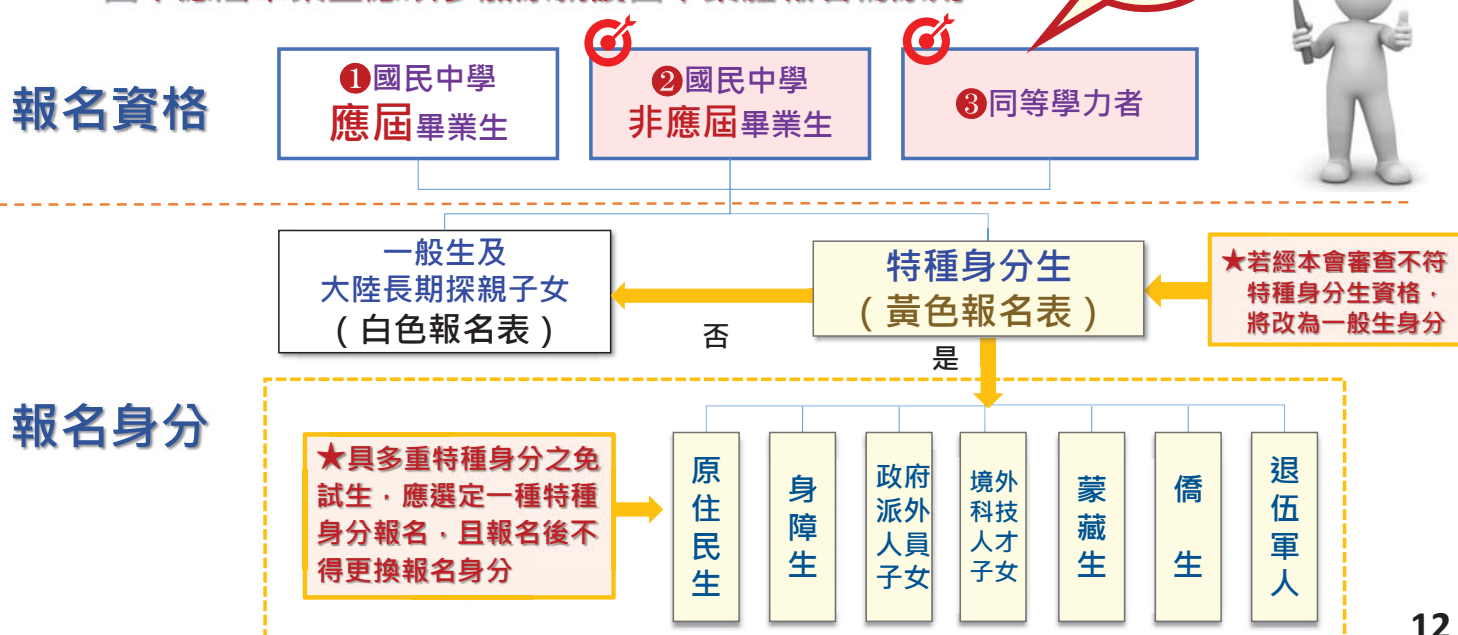 報名資格
❶國民中學
應屆畢業生
❷國民中學
非應屆畢業生
❸同等學力者
一般生及
大陸長期探親子女
(白色報名表)
特種身分生
(黃色報名表)
★若經本會審查不符
特種身分生資格，
將改為一般生身分
否
是
報名身分
★具多重特種身分之免
試生，應選定一種特種
身分報名，且報名後不
得更換報名身分
原住民生
身障生
政府派外人員子女
境外科技人才子女
蒙藏生
僑生
退伍軍人
12